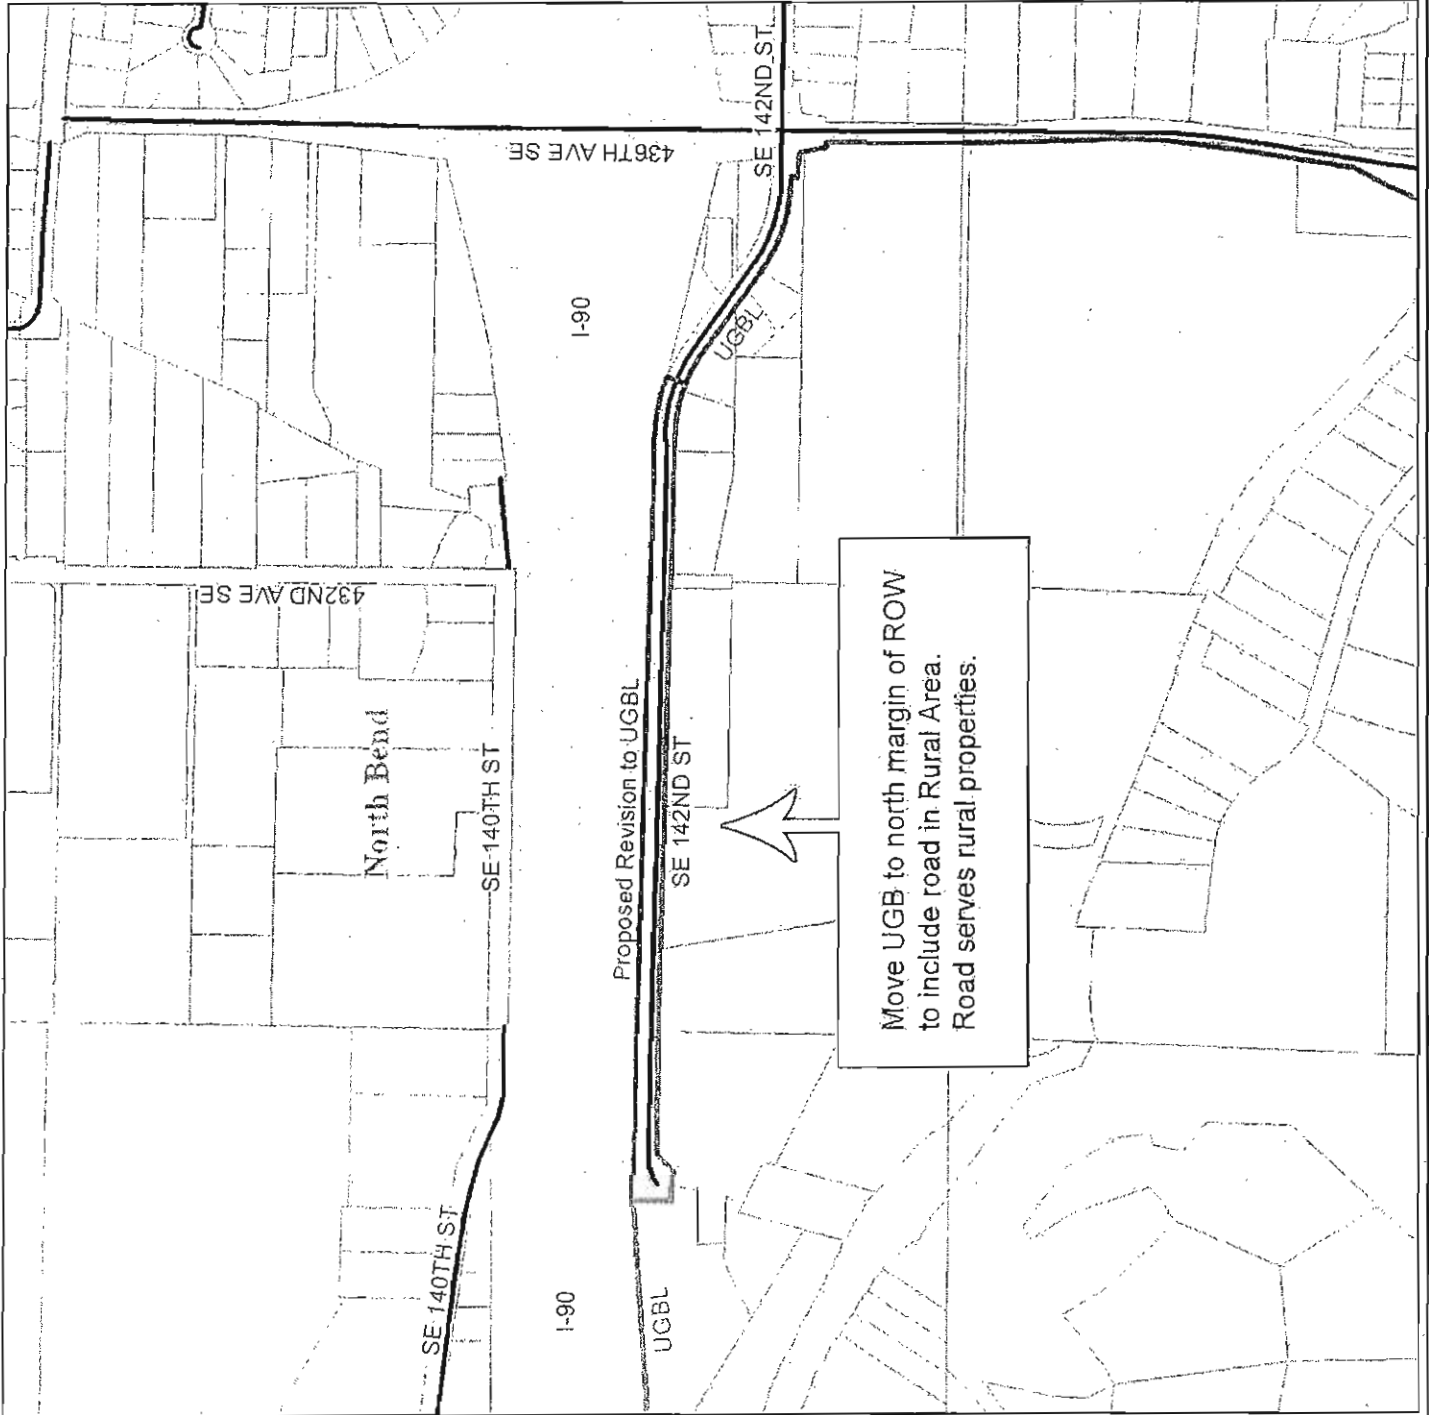 SE 140TH ST
I-90
UGBL
North Bend
SE 140TH ST
432ND AVE SE
Proposed Revision to UGBL
SE 142ND ST
Move UGB to north margin of ROW
to include road in Rural Area.
Road serves rural properties.
I-90
UGBL
436TH AVE SE
SE 142ND ST